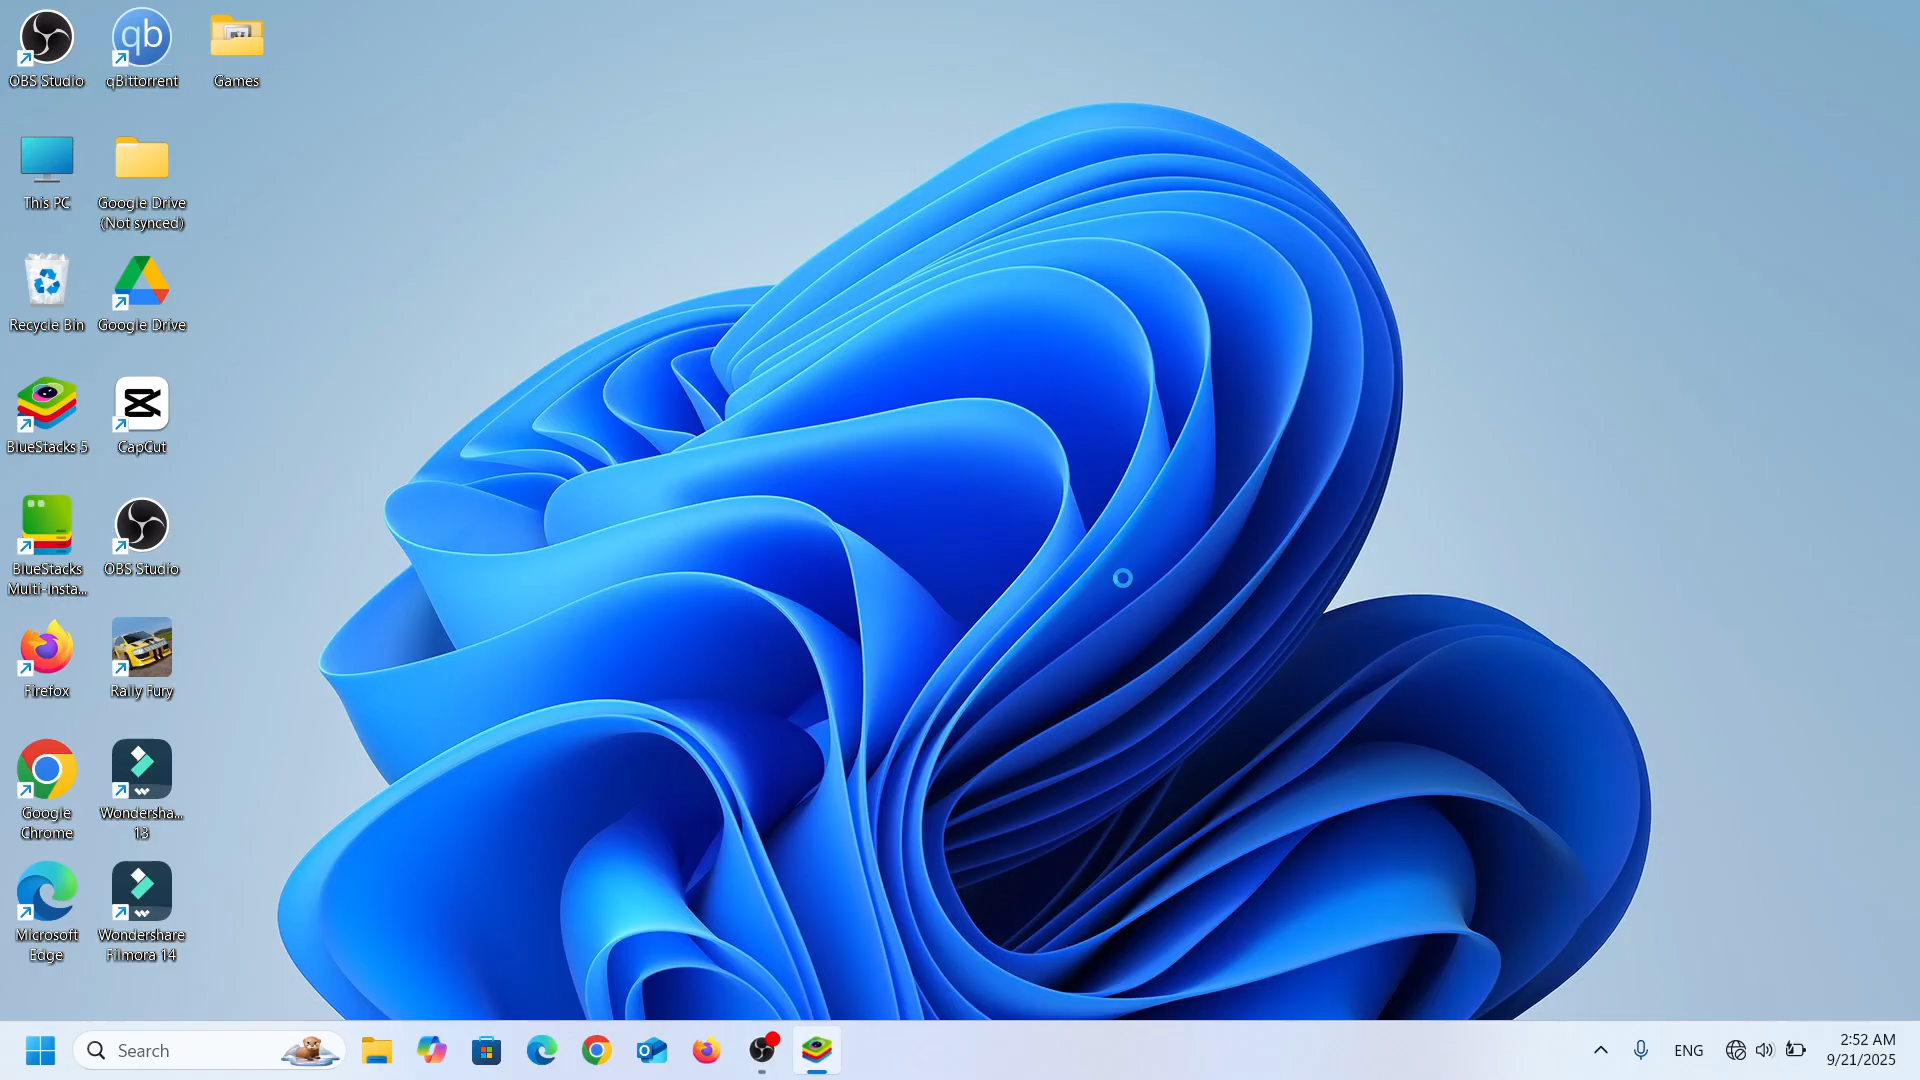 OBS Studio
qBittorrent
Games
This PC
Google Drive
(Not synced)
Recycle Bin
Google Drive
BlueStacks 5
CapCut
BlueStacks
Multi-Insta...
OBS Studio
Firefox
Rally Fury
Google
Chrome
Wondersha...
13
Microsoft
Edge
Wondershare
Filmora 14
Search
ENG
2:52 AM
9/21/2025